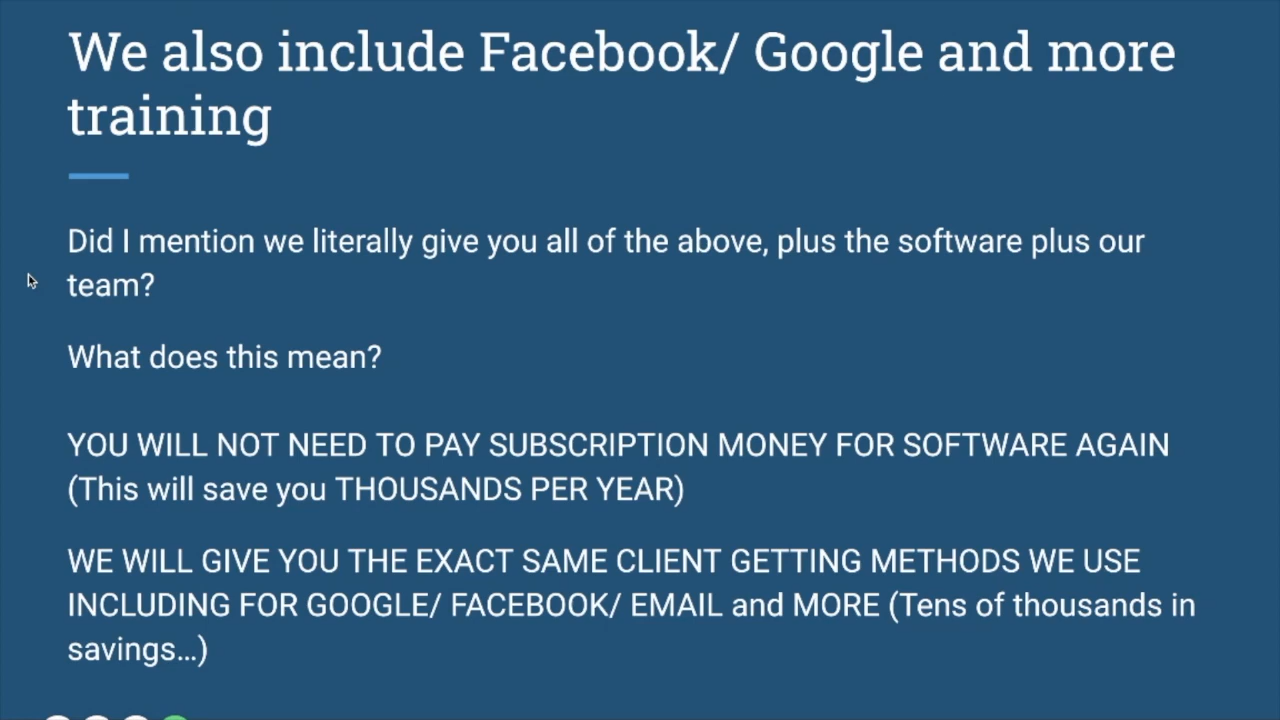 We also include Facebook/ Google and more
training
Did I mention we literally give you all of the above, plus the software plus our
team?
What does this mean?
YOU WILL NOT NEED TO PAY SUBSCRIPTION MONEY FOR SOFTWARE AGAIN
(This will save you THOUSANDS PER YEAR)
WE WILL GIVE YOU THE EXACT SAME CLIENT GETTING METHODS WE USE
INCLUDING FOR GOOGLE/ FACEBOOK/ EMAIL and MORE (Tens of thousands in
savings…)